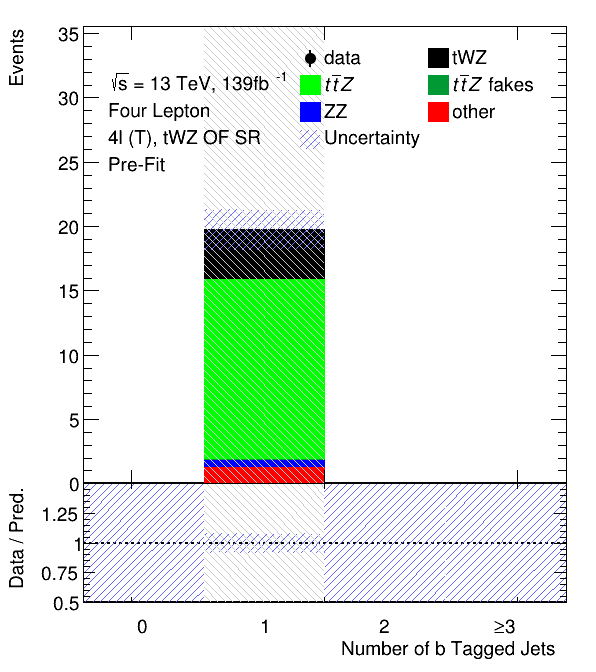 Events
35
30
25
20
15
10
5
0
√s = 13 TeV, 139fb⁻¹
Four Lepton
4l (T), tWZ OF SR
Pre-Fit
data
tWZ
tt̄Z
tt̄Z fakes
ZZ
other
Uncertainty
Data / Pred.
1.25
1
0.75
0.5
0 1 2 ≥3
Number of b Tagged Jets